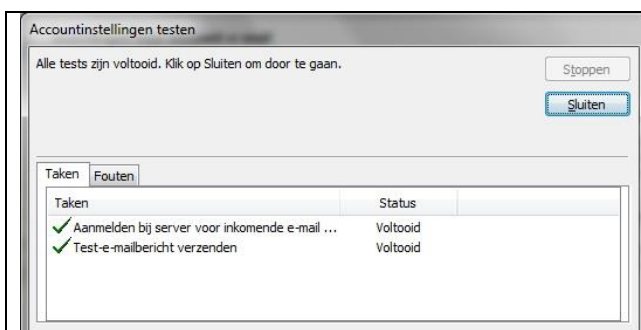 Accountinstellingen testen
Alle tests zijn voltooid. Klik op Sluiten om door te gaan.
Stoppen
Sluiten
Taken Fouten
Taken Status
Aanmelden bij server voor inkomende e-mail ... Voltooid
Test-e-mailbericht verzenden Voltooid